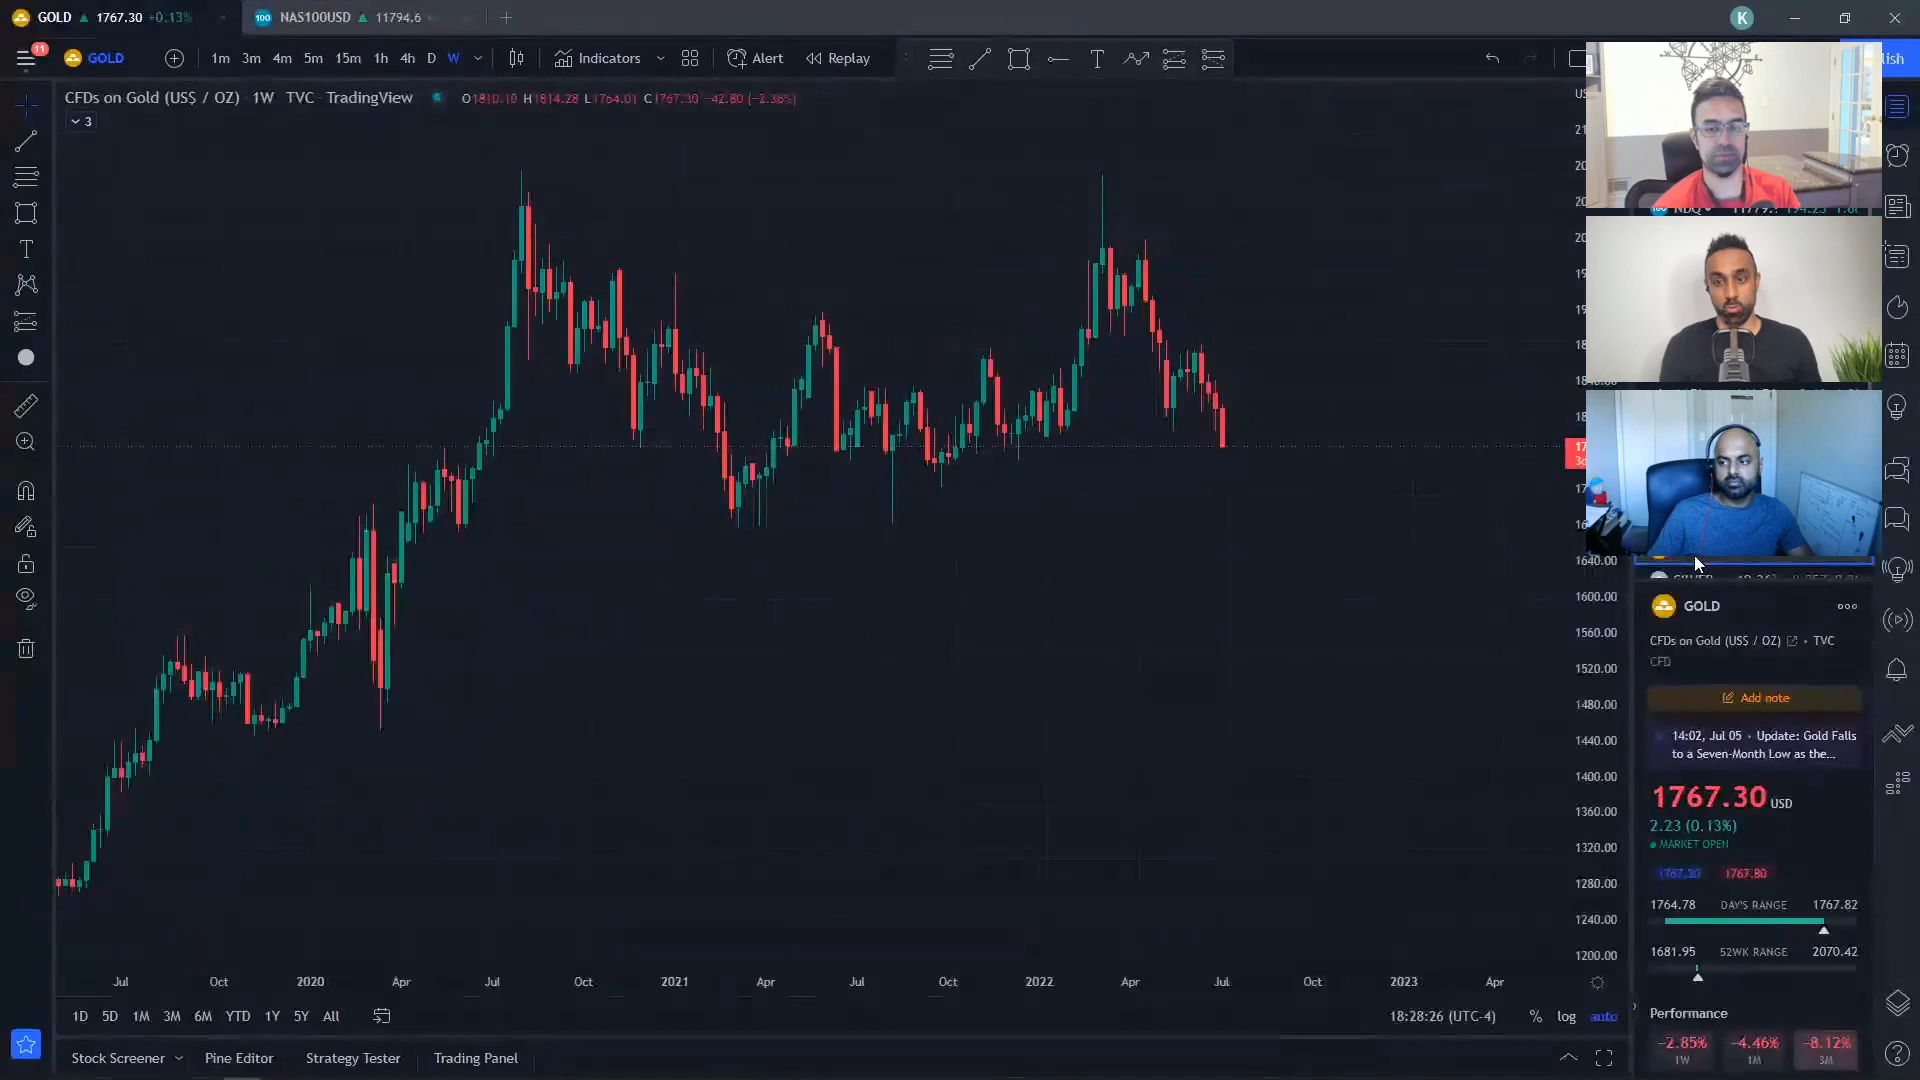 GOLD 1767.30 +0.13%
NAS100USD 11794.6
K
11
GOLD
1m 3m 4m 5m 15m 1h 4h D W
Indicators
Alert
Replay
lish
CFDs on Gold (US$ / OZ) 1W TVC TradingView
O1810.10 H1814.28 L1764.01 C1767.30 -42.80 (-2.36%)
3
1640.00
1600.00
1560.00
1520.00
1480.00
1440.00
1400.00
1360.00
1320.00
1280.00
1240.00
1200.00
GOLD
CFDs on Gold (US$ / OZ) • TVC
CFD
Add note
14:02, Jul 05 • Update: Gold Falls
to a Seven-Month Low as the...
1767.30 USD
2.23 (0.13%)
MARKET OPEN
1767.30 1767.80
1764.78 DAY'S RANGE 1767.82
1681.95 52WK RANGE 2070.42
Performance
-2.85% -4.46% -8.12%
1W 1M 3M
Jul Oct 2020 Apr Jul Oct 2021 Apr Jul Oct 2022 Apr Jul Oct 2023 Apr
1D 5D 1M 3M 6M YTD 1Y 5Y All
18:28:26 (UTC-4) % log auto
Stock Screener Pine Editor Strategy Tester Trading Panel